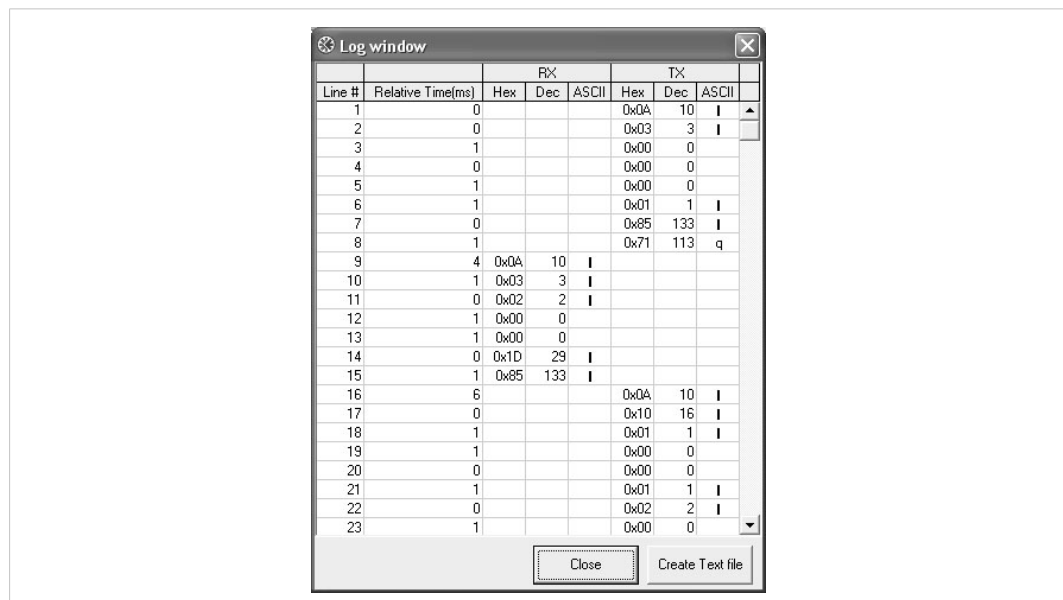 Log window
RX TX
Line # Relative Time(ms) Hex Dec ASCII Hex Dec ASCII
1 0 0x0A 10 I
2 0 0x03 3 I
3 1 0x00 0
4 0 0x00 0
5 1 0x00 0
6 1 0x01 1 I
7 0 0x85 133 I
8 1 0x71 113 q
9 4 0x0A 10 I
10 1 0x03 3 I
11 0 0x02 2 I
12 1 0x00 0
13 1 0x00 0
14 0 0x1D 29 I
15 1 0x85 133 I
16 6 0x0A 10 I
17 0 0x10 16 I
18 1 0x01 1 I
19 1 0x00 0
20 0 0x00 0
21 1 0x01 1 I
22 0 0x02 2 I
23 1 0x00 0
Close Create Text file